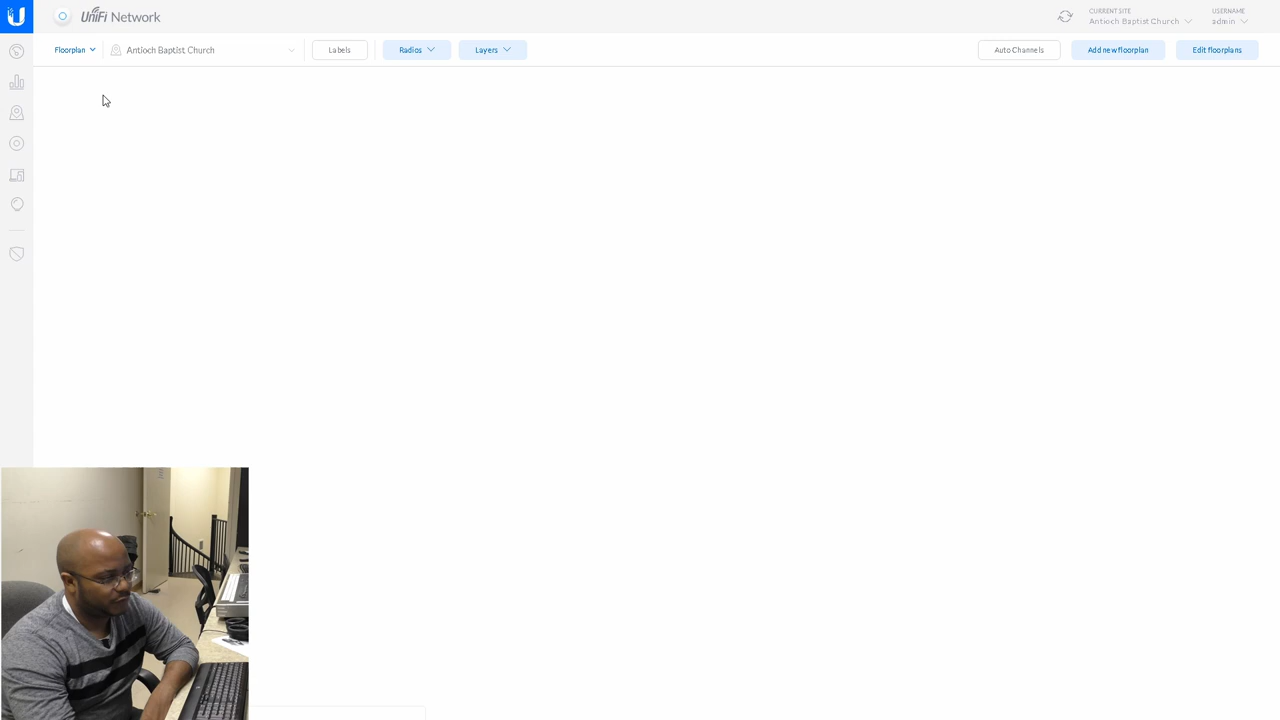 UniFi Network
CURRENT SITE
Antioch Baptist Church
USERNAME
admin
Floorplan
Antioch Baptist Church
Labels
Radios
Layers
Auto Channels
Add new floorplan
Edit floorplans